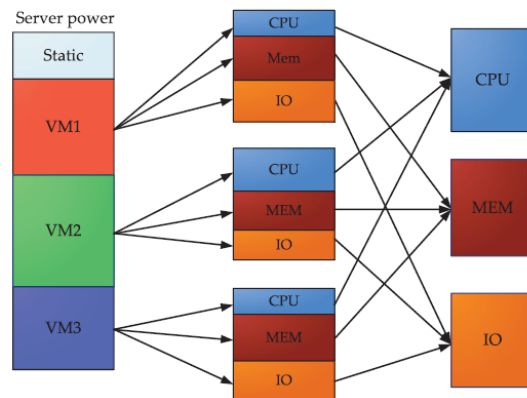 Server power
Static
VM1
VM2
VM3
CPU
Mem
IO
CPU
MEM
IO
CPU
MEM
IO
CPU
MEM
IO